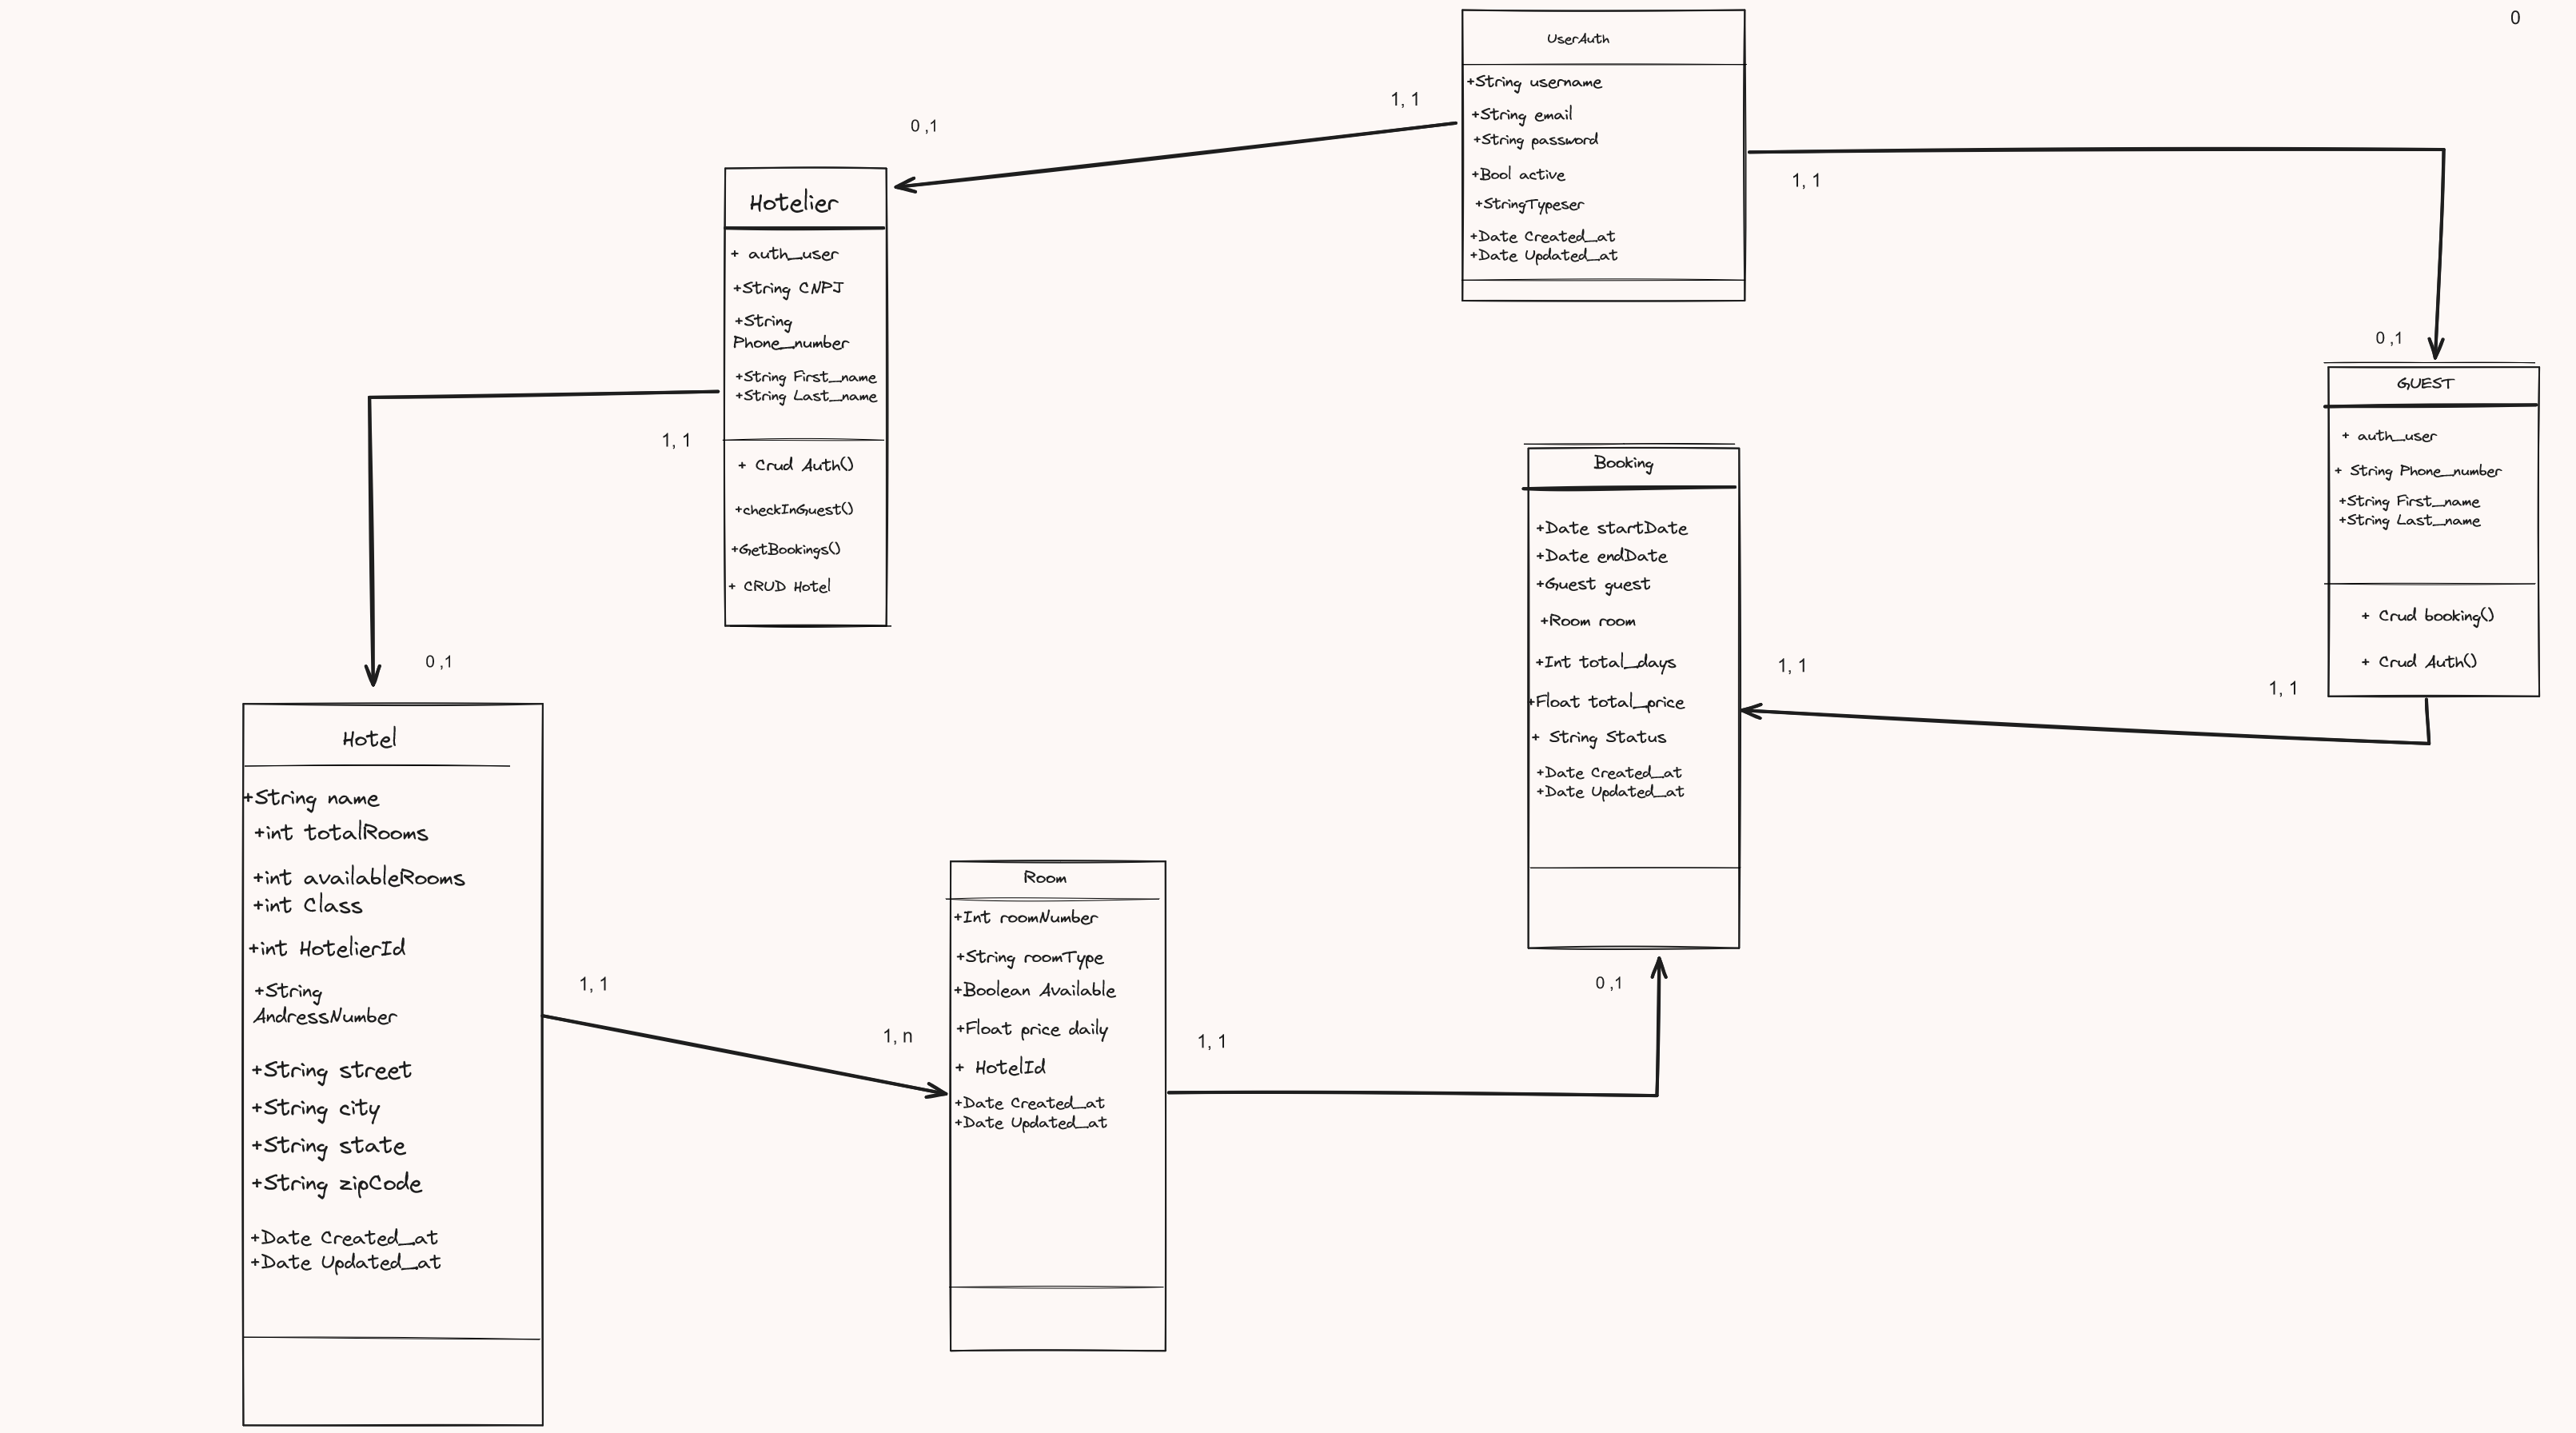 0
UserAuth
+String username
+String email
+String password
+Bool active
+StringTypeser
+Date Created_at
+Date Updated_at
1, 1
0 ,1
1, 1
0 ,1
Hotelier
+ auth_user
+String CNPJ
+String
Phone_number
+String First_name
+String Last_name
+ Crud Auth()
+checkInGuest()
+GetBookings()
+ CRUD Hotel
1, 1
0 ,1
GUEST
+ auth_user
+ String Phone_number
+String First_name
+String Last_name
+ Crud booking()
+ Crud Auth()
1, 1
1, 1
Booking
+Date startDate
+Date endDate
+Guest guest
+Room room
+Int total_days
+Float total_price
+ String Status
+Date Created_at
+Date Updated_at
0 ,1
Hotel
+String name
+int totalRooms
+int availableRooms
+int Class
+int HotelierId
+String
AndressNumber
+String street
+String city
+String state
+String zipCode
+Date Created_at
+Date Updated_at
1, 1
1, n
Room
+Int roomNumber
+String roomType
+Boolean Available
+Float price daily
+ HotelId
+Date Created_at
+Date Updated_at
1, 1